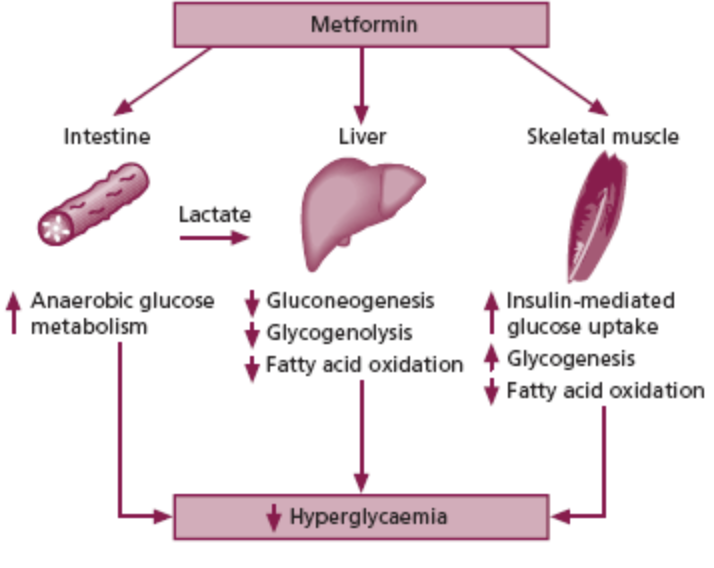 Metformin
Intestine
Liver
Skeletal muscle
Lactate
Anaerobic glucose
metabolism
Gluconeogenesis
Glycogenolysis
Fatty acid oxidation
Insulin-mediated
glucose uptake
Glycogenesis
Fatty acid oxidation
Hyperglycaemia